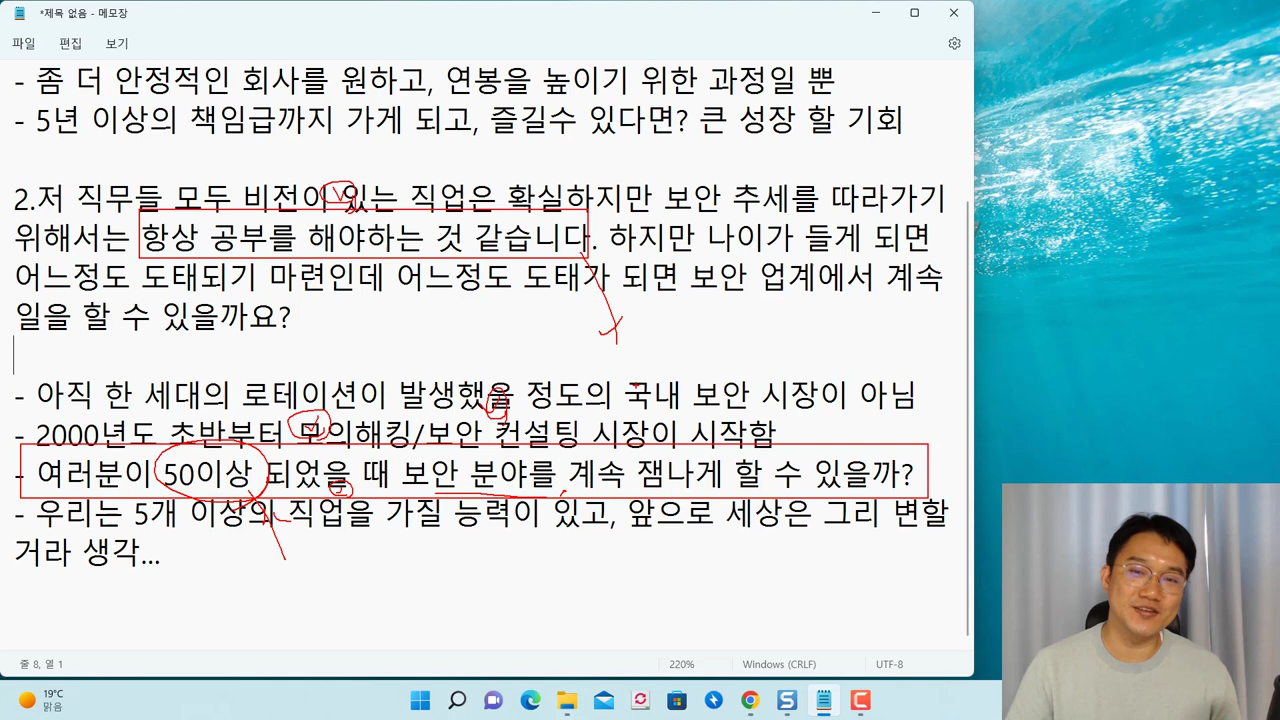 *제목 없음 - 메모장
파일 편집 보기
- 좀 더 안정적인 회사를 원하고, 연봉을 높이기 위한 과정일 뿐
- 5년 이상의 책임급까지 가게 되고, 즐길수 있다면? 큰 성장 할 기회
2.저 직무들 모두 비전이 있는 직업은 확실하지만 보안 추세를 따라가기
위해서는 항상 공부를 해야하는 것 같습니다. 하지만 나이가 들게 되면
어느정도 도태되기 마련인데 어느정도 도태가 되면 보안 업계에서 계속
일을 할 수 있을까요?
- 아직 한 세대의 로테이션이 발생했을 정도의 국내 보안 시장이 아님
- 2000년도 초반부터 모의해킹/보안 컨설팅 시장이 시작함
- 여러분이 50이상 되었을 때 보안 분야를 계속 잼나게 할 수 있을까?
- 우리는 5개 이상의 직업을 가질 능력이 있고, 앞으로 세상은 그리 변할
거라 생각...
줄 8, 열 1 220% Windows (CRLF) UTF-8
19°C
맑음